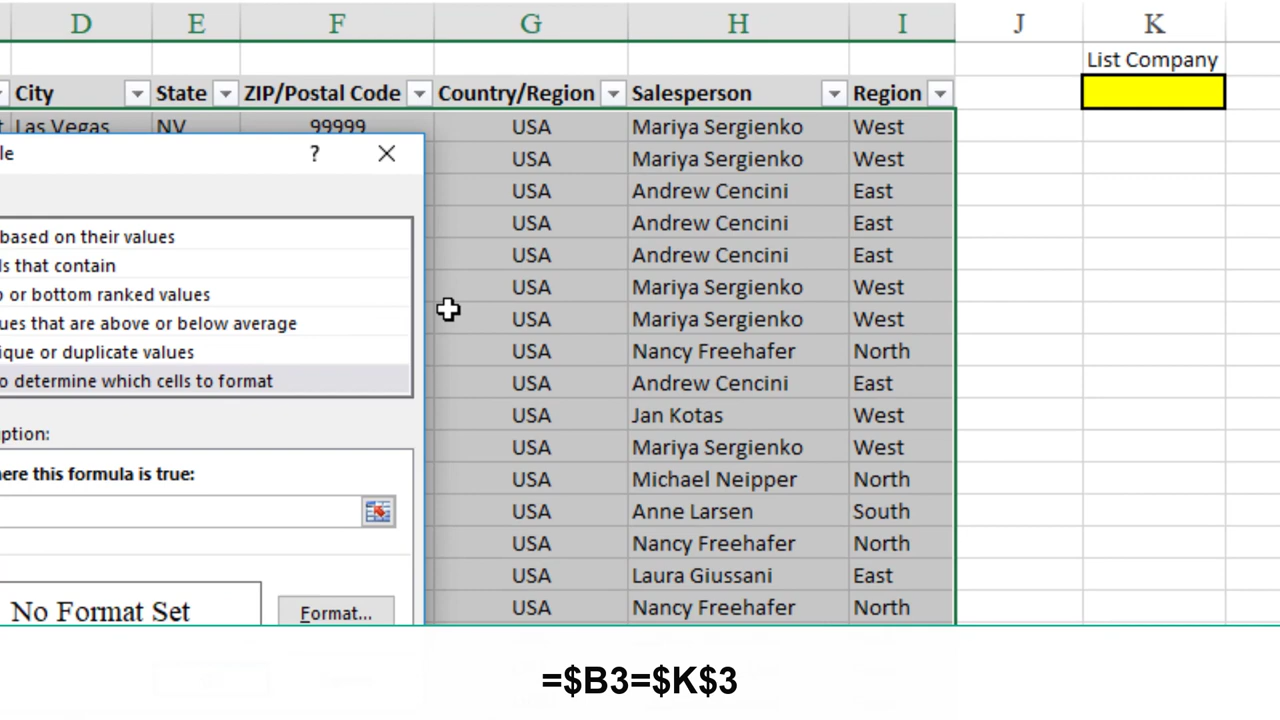 D E F G H I J K
List Company
City State ZIP/Postal Code Country/Region Salesperson Region
Las Vegas NV 99999 USA Mariya Sergienko West
le ? USA Mariya Sergienko West
USA Andrew Cencini East
USA Andrew Cencini East
based on their values
ls that contain USA Andrew Cencini East
o or bottom ranked values USA Mariya Sergienko West
ues that are above or below average USA Mariya Sergienko West
ique or duplicate values USA Nancy Freehafer North
o determine which cells to format USA Andrew Cencini East
USA Jan Kotas West
ption: USA Mariya Sergienko West
here this formula is true: USA Michael Neipper North
USA Anne Larsen South
USA Nancy Freehafer North
USA Laura Giussani East
No Format Set Format... USA Nancy Freehafer North
=$B3=$K$3